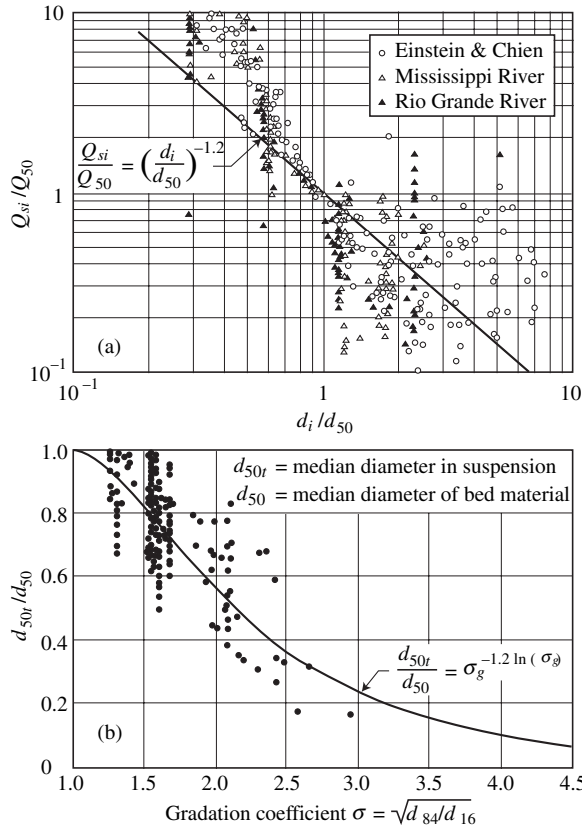 10
Einstein & Chien
Mississippi River
Rio Grande River
Q_si/Q_50 = (d_i/d_50)^−1.2
1
Q_si/Q_50
(a)
10^−1
10^−1
1
10
d_i/d_50
1.0
d_50t = median diameter in suspension
d_50 = median diameter of bed material
0.8
0.6
d_50t/d_50
0.4
d_50t/d_50 = σ_g^−1.2 ln(σ_g)
0.2
(b)
0
1.0
1.5
2.0
2.5
3.0
3.5
4.0
4.5
Gradation coefficient σ = √d_84/d_16